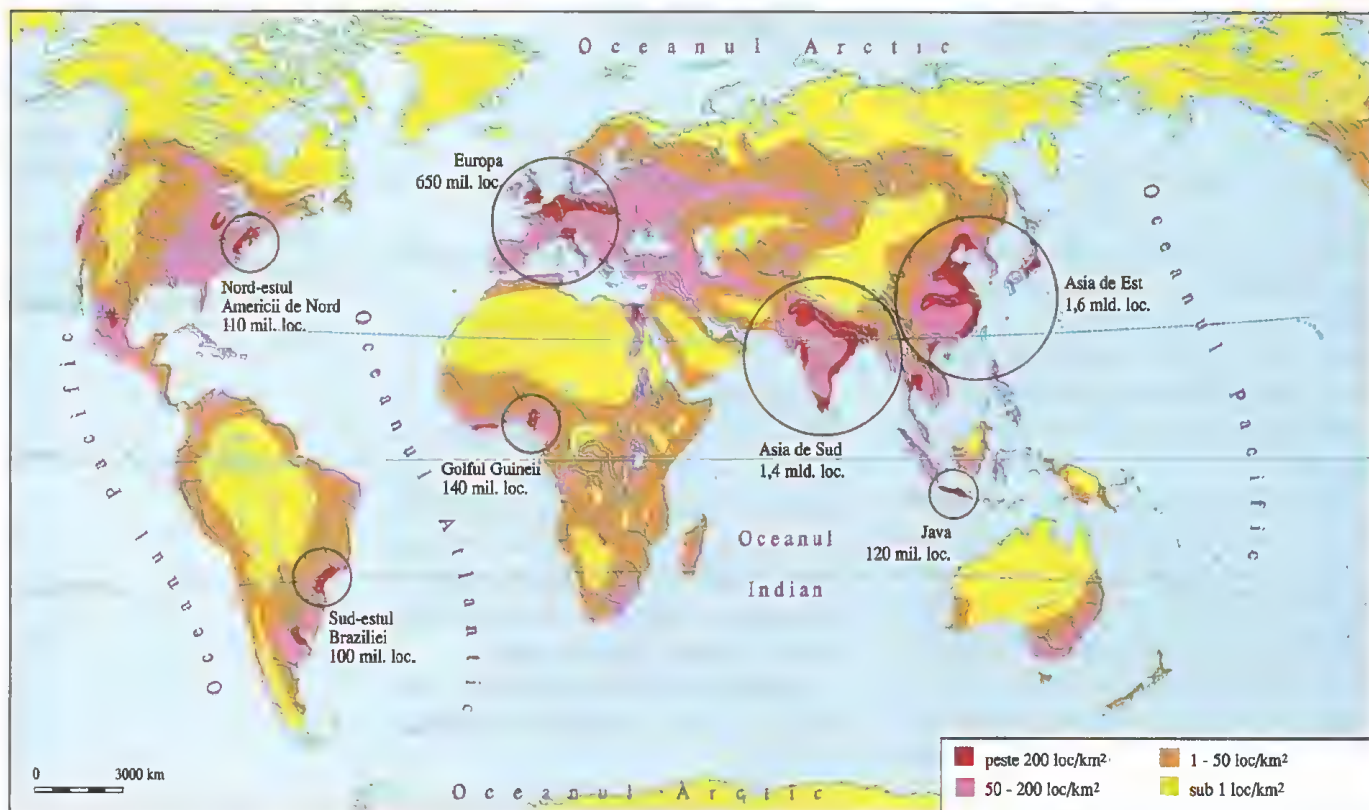 Oceanul Arctic
Europa
650 mil. loc.
Nord-estul
Americii de Nord
110 mil. loc.
Asia de Est
1,6 mld. loc.
Oceanul Pacific
Oceanul Atlantic
Oceanul Pacific
Golful Guineii
140 mil. loc.
Asia de Sud
1,4 mld. loc.
Java
120 mil. loc.
Oceanul
Indian
Sud-estul
Braziliei
100 mil. loc.
0 3000 km
Oceanul Arctic
peste 200 loc/km²
50 - 200 loc/km²
1 - 50 loc/km²
sub 1 loc/km²